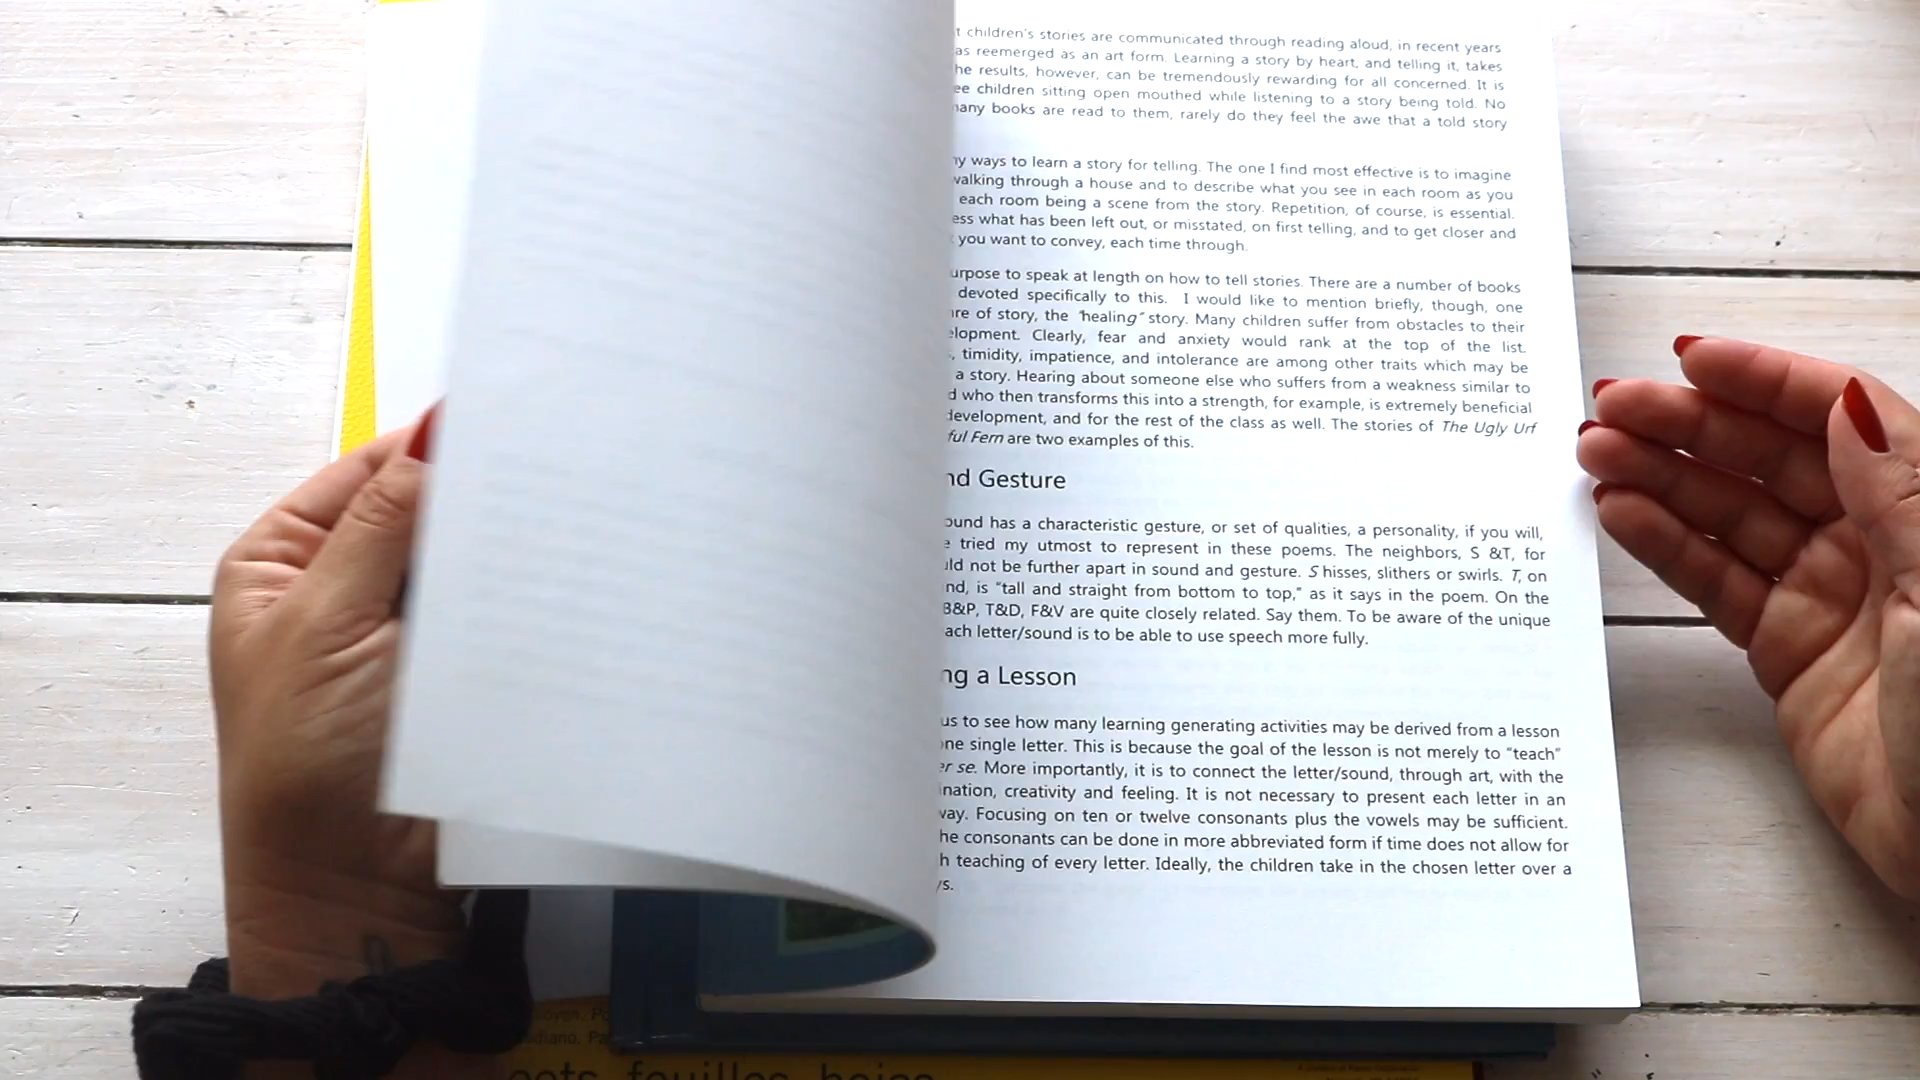 t children's stories are communicated through reading aloud, in recent years
as reemerged as an art form. Learning a story by heart, and telling it, takes
he results, however, can be tremendously rewarding for all concerned. It is
ee children sitting open mouthed while listening to a story being told. No
many books are read to them, rarely do they feel the awe that a told story
ny ways to learn a story for telling. The one I find most effective is to imagine
walking through a house and to describe what you see in each room as you
each room being a scene from the story. Repetition, of course, is essential.
ess what has been left out, or misstated, on first telling, and to get closer and
you want to convey, each time through.
urpose to speak at length on how to tell stories. There are a number of books
devoted specifically to this. I would like to mention briefly, though, one
re of story, the "healing" story. Many children suffer from obstacles to their
elopment. Clearly, fear and anxiety would rank at the top of the list.
, timidity, impatience, and intolerance are among other traits which may be
a story. Hearing about someone else who suffers from a weakness similar to
d who then transforms this into a strength, for example, is extremely beneficial
development, and for the rest of the class as well. The stories of The Ugly Urf
ful Fern are two examples of this.
nd Gesture
ound has a characteristic gesture, or set of qualities, a personality, if you will,
e tried my utmost to represent in these poems. The neighbors, S &T, for
uld not be further apart in sound and gesture. S hisses, slithers or swirls. T, on
nd, is "tall and straight from bottom to top," as it says in the poem. On the
B&P, T&D, F&V are quite closely related. Say them. To be aware of the unique
ach letter/sound is to be able to use speech more fully.
ng a Lesson
us to see how many learning generating activities may be derived from a lesson
one single letter. This is because the goal of the lesson is not merely to "teach"
er se. More importantly, it is to connect the letter/sound, through art, with the
ination, creativity and feeling. It is not necessary to present each letter in an
way. Focusing on ten or twelve consonants plus the vowels may be sufficient.
he consonants can be done in more abbreviated form if time does not allow for
h teaching of every letter. Ideally, the children take in the chosen letter over a
ys.